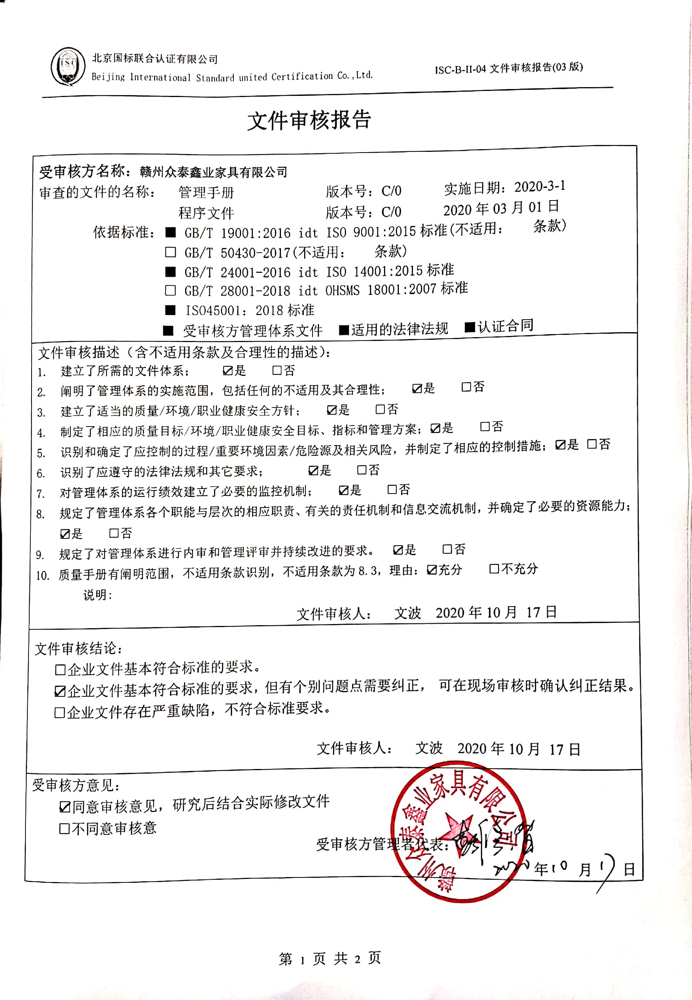 ISC
北京国标联合认证有限公司
Beijing International Standard united Certification Co.,Ltd.
ISC-B-II-04 文件审核报告(03 版)
文件审核报告
受审核方名称：赣州众泰鑫业家具有限公司
审查的文件的名称： 管理手册 版本号：C/0 实施日期：2020-3-1
程序文件 版本号：C/0 2020 年 03 月 01 日
依据标准：■ GB/T 19001:2016 idt ISO 9001:2015 标准(不适用： 条款)
□ GB/T 50430-2017(不适用： 条款)
■ GB/T 24001-2016 idt ISO 14001:2015 标准
□ GB/T 28001-2018 idt OHSMS 18001:2007 标准
■ ISO45001：2018 标准
■ 受审核方管理体系文件 ■适用的法律法规 ■认证合同
文件审核描述（含不适用条款及合理性的描述）：
1. 建立了所需的文件体系； ☑是 □否
2. 阐明了管理体系的实施范围，包括任何的不适用及其合理性； ☑是 □否
3. 建立了适当的质量/环境/职业健康安全方针； ☑是 □否
4. 制定了相应的质量目标/环境/职业健康安全目标、指标和管理方案；☑是 □否
5. 识别和确定了应控制的过程/重要环境因素/危险源及相关风险，并制定了相应的控制措施；☑是 □否
6. 识别了应遵守的法律法规和其它要求； ☑是 □否
7. 对管理体系的运行绩效建立了必要的监控机制； ☑是 □否
8. 规定了管理体系各个职能与层次的相应职责、有关的责任机制和信息交流机制，并确定了必要的资源能力；
☑是 □否
9. 规定了对管理体系进行内审和管理评审并持续改进的要求。 ☑是 □否
10. 质量手册有阐明范围，不适用条款识别，不适用条款为 8.3，理由：☑充分 □不充分
说明：
文件审核人： 文波 2020 年 10 月 17 日
文件审核结论：
□企业文件基本符合标准的要求。
☑企业文件基本符合标准的要求，但有个别问题点需要纠正， 可在现场审核时确认纠正结果。
□企业文件存在严重缺陷，不符合标准要求。
文件审核人： 文波 2020 年 10 月 17 日
受审核方意见：
☑同意审核意见，研究后结合实际修改文件
□不同意审核意
受审核方管理者代表：
2020 年 10 月 17 日
赣州众泰鑫业家具有限公司
第 1 页 共 2 页